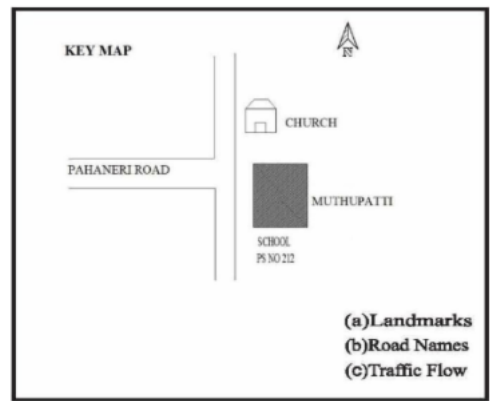 KEY MAP
N
CHURCH
PAHANERI ROAD
MUTHUPATTI
SCHOOL
PS NO 212
(a)Landmarks
(b)Road Names
(c)Traffic Flow